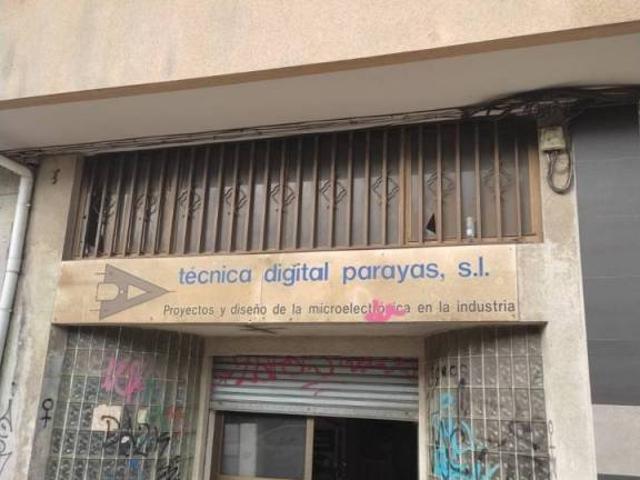 técnica digital parayas, s.l.
Proyectos y diseño de la microelectrónica en la industria